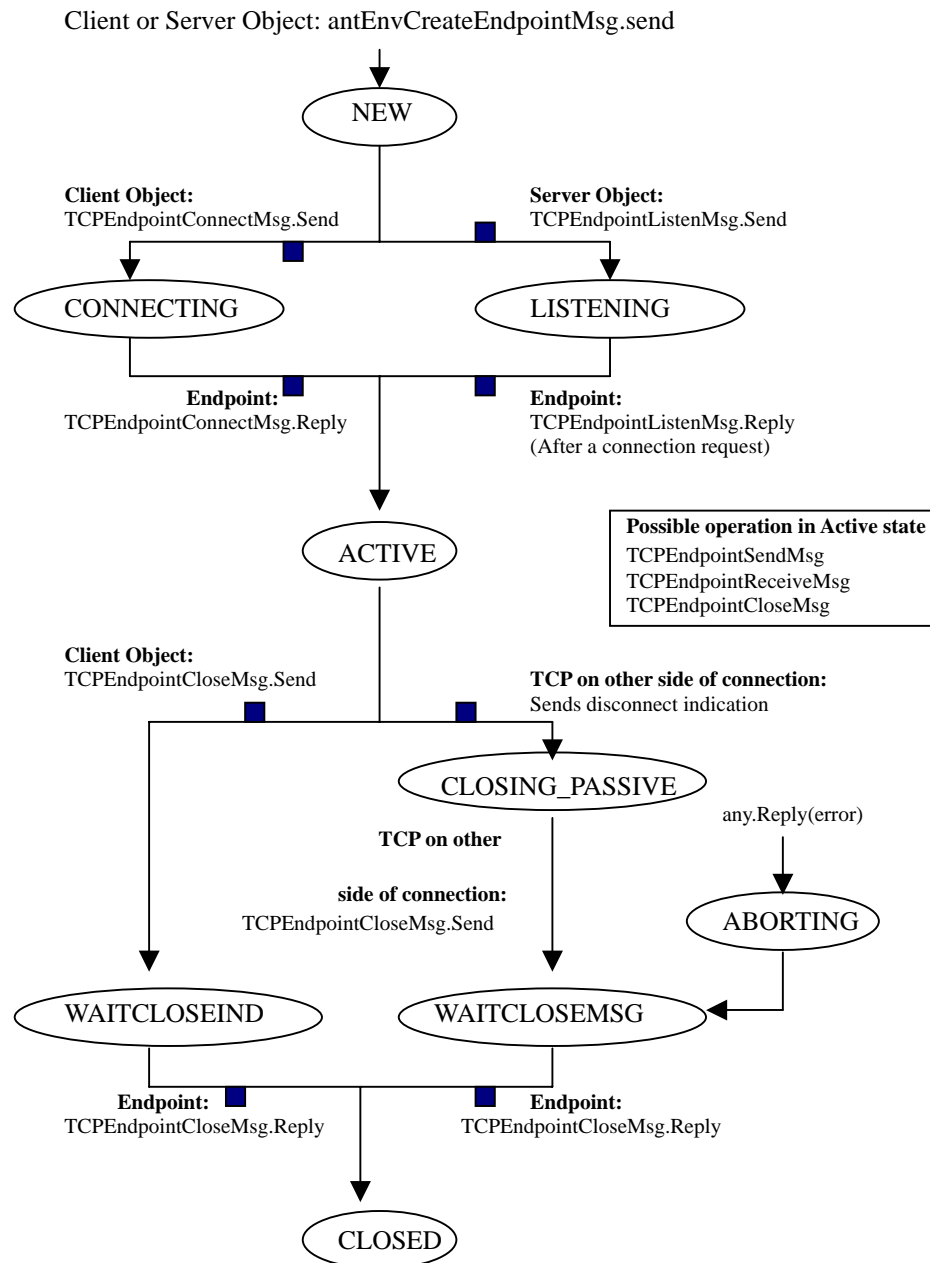 Client or Server Object: antEnvCreateEndpointMsg.send
NEW
Client Object:
TCPEndpointConnectMsg.Send
Server Object:
TCPEndpointListenMsg.Send
CONNECTING
LISTENING
Endpoint:
TCPEndpointConnectMsg.Reply
Endpoint:
TCPEndpointListenMsg.Reply
(After a connection request)
ACTIVE
Possible operation in Active state
TCPEndpointSendMsg
TCPEndpointReceiveMsg
TCPEndpointCloseMsg
Client Object:
TCPEndpointCloseMsg.Send
TCP on other side of connection:
Sends disconnect indication
CLOSING_PASSIVE
any.Reply(error)
TCP on other
side of connection:
TCPEndpointCloseMsg.Send
ABORTING
WAITCLOSEIND
WAITCLOSEMSG
Endpoint:
TCPEndpointCloseMsg.Reply
Endpoint:
TCPEndpointCloseMsg.Reply
CLOSED